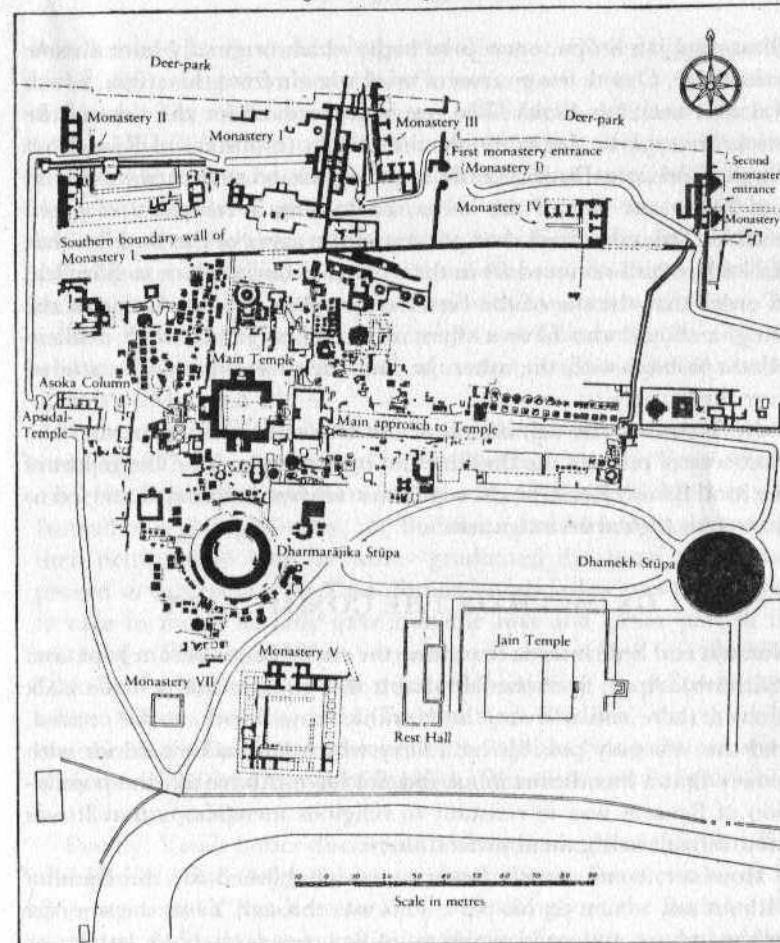 Deer-park
Monastery II
Monastery I
Monastery III
Deer-park
First monastery entrance
(Monastery I)
Second
entrance
Monastery
Monastery IV
Southern boundary wall of
Monastery I
Main Temple
Asoka Column
Apsidal-
Temple
Main approach to Temple
Dharmarājika Stūpa
Dhamekh Stūpa
Monastery V
Jain Temple
Monastery VII
Rest Hall
Scale in metres